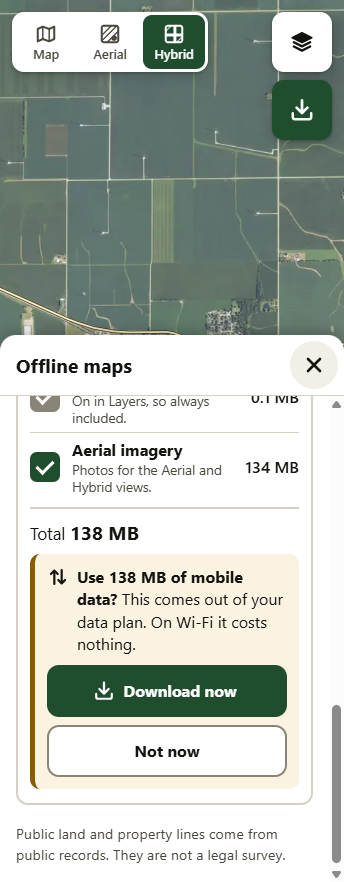 Map
Aerial
Hybrid
Offline maps
On in Layers, so always
included.
0.1 MB
Aerial imagery
Photos for the Aerial and
Hybrid views.
134 MB
Total 138 MB
Use 138 MB of mobile
data? This comes out of your
data plan. On Wi-Fi it costs
nothing.
Download now
Not now
Public land and property lines come from
public records. They are not a legal survey.